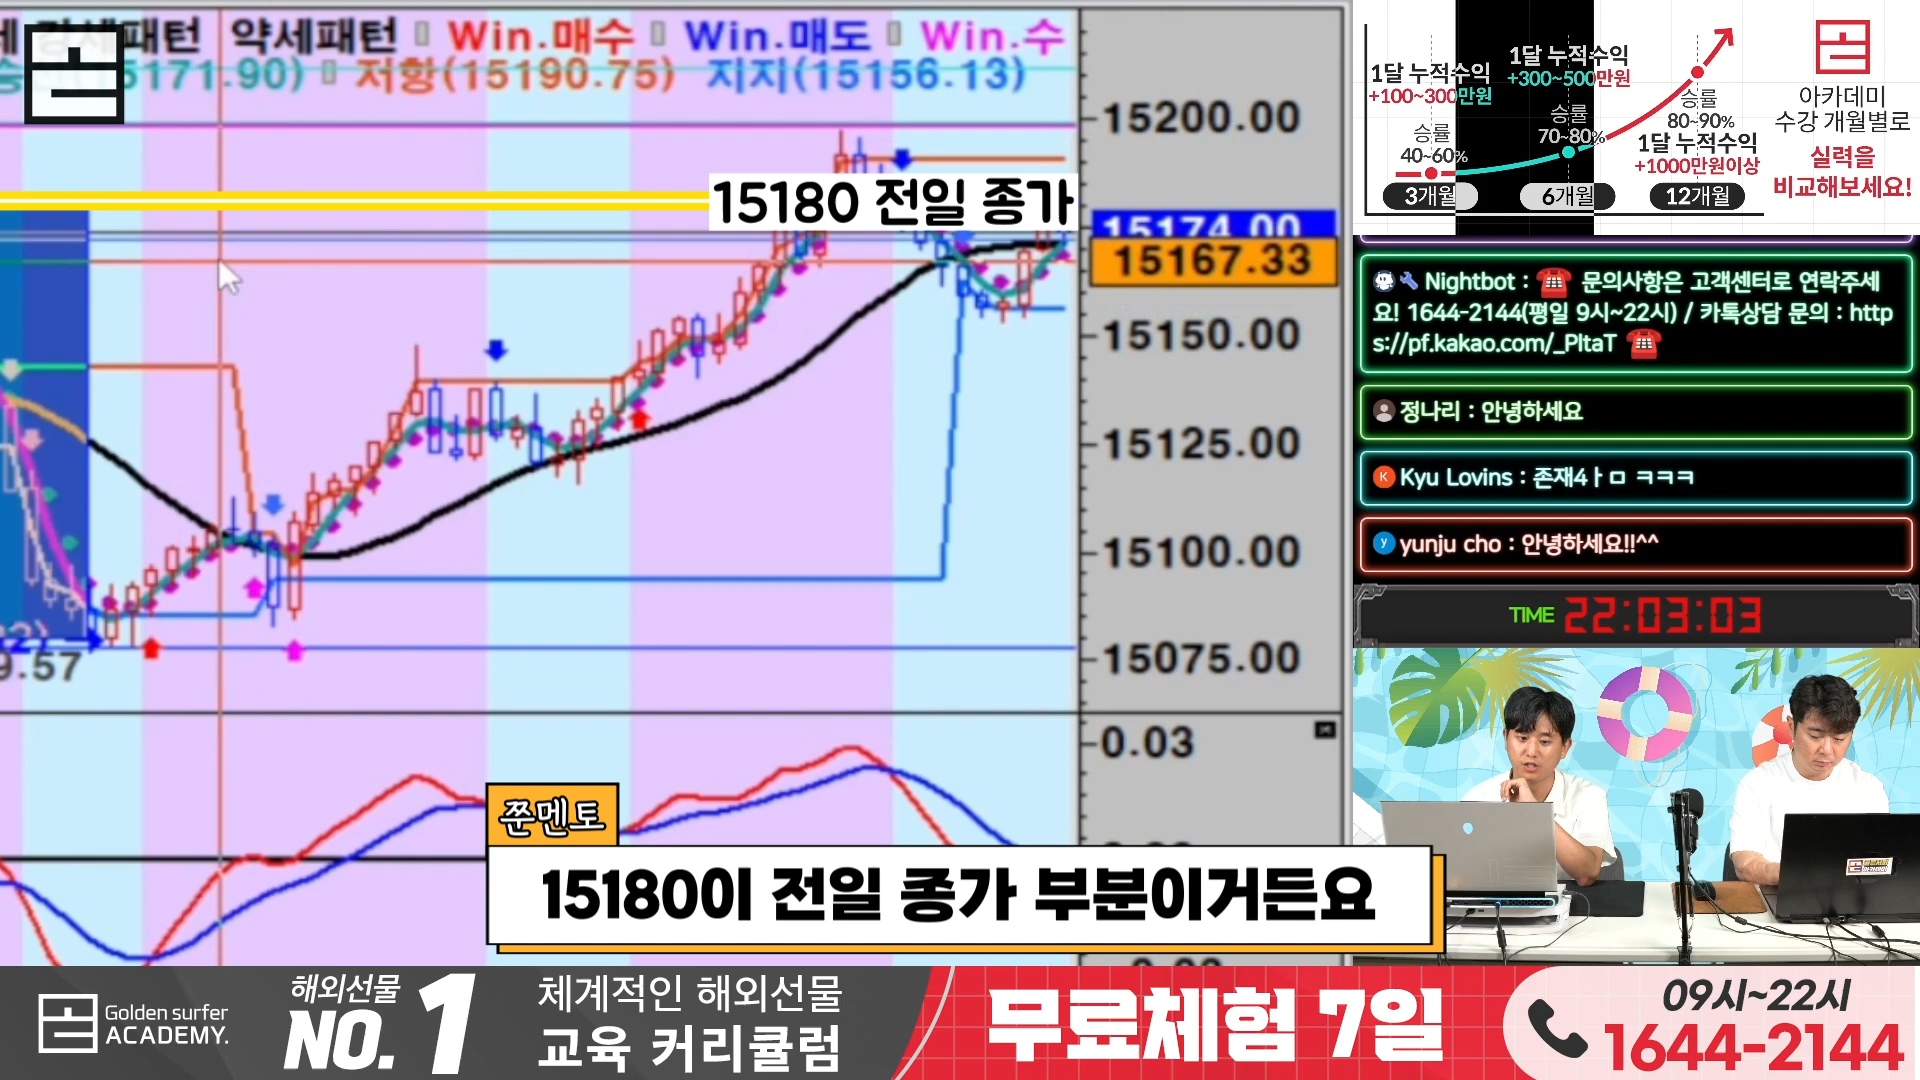 강세패턴 약세패턴 Win.매수 Win.매도 Win.수
(15171.90) 저항(15190.75) 지지(15156.13)
15200.00
15180 전일 종가
15174.00
15167.33
15150.00
15125.00
15100.00
15075.00
9.57
0.03
쭌멘토
15180이 전일 종가 부분이거든요
1달 누적수익
+100~300만원
승률
40~60%
3개월
1달 누적수익
+300~500만원
승률
70~80%
6개월
승률
80~90%
1달 누적수익
+1000만원이상
12개월
아카데미
수강 개월별로
실력을
비교해보세요!
Nightbot : ☎️ 문의사항은 고객센터로 연락주세
요! 1644-2144(평일 9시~22시) / 카톡상담 문의 : http
s://pf.kakao.com/_PltaT ☎️
정나리 : 안녕하세요
K Kyu Lovins : 존재4ㅏㅁ ㅋㅋㅋ
y yunju cho : 안녕하세요!!^^
TIME 22:03:03
Golden surfer
ACADEMY.
해외선물
NO. 1
체계적인 해외선물
교육 커리큘럼
무료체험 7일
09시~22시
1644-2144